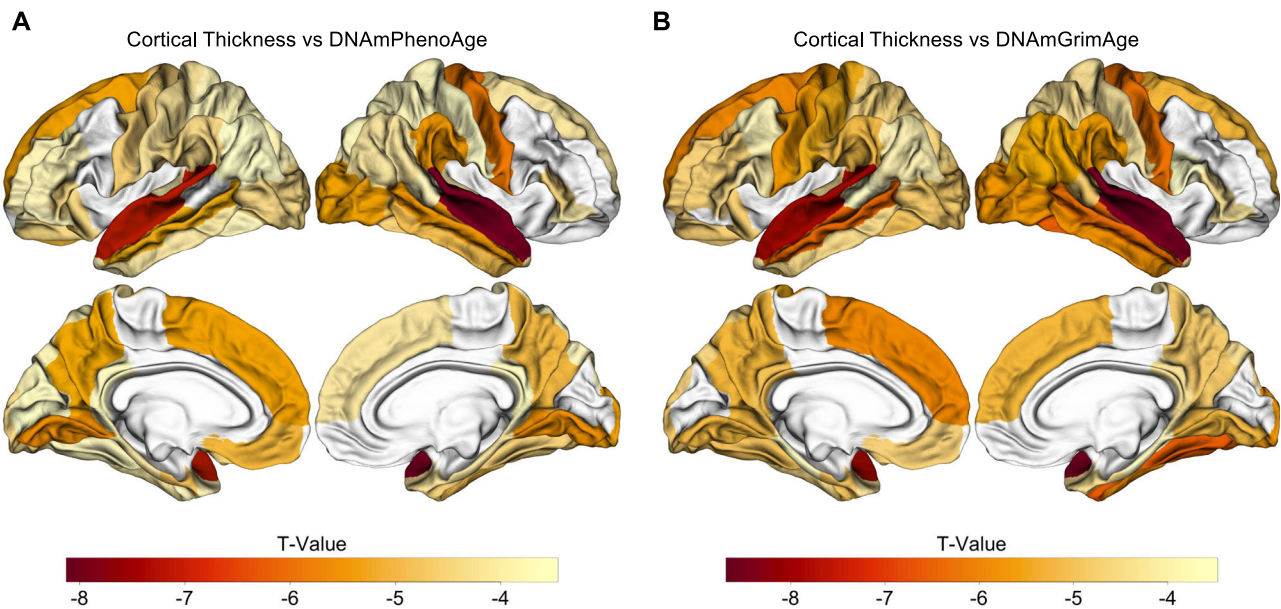 A
Cortical Thickness vs DNAmPhenoAge
B
Cortical Thickness vs DNAmGrimAge
T-Value
-8 -7 -6 -5 -4
T-Value
-8 -7 -6 -5 -4